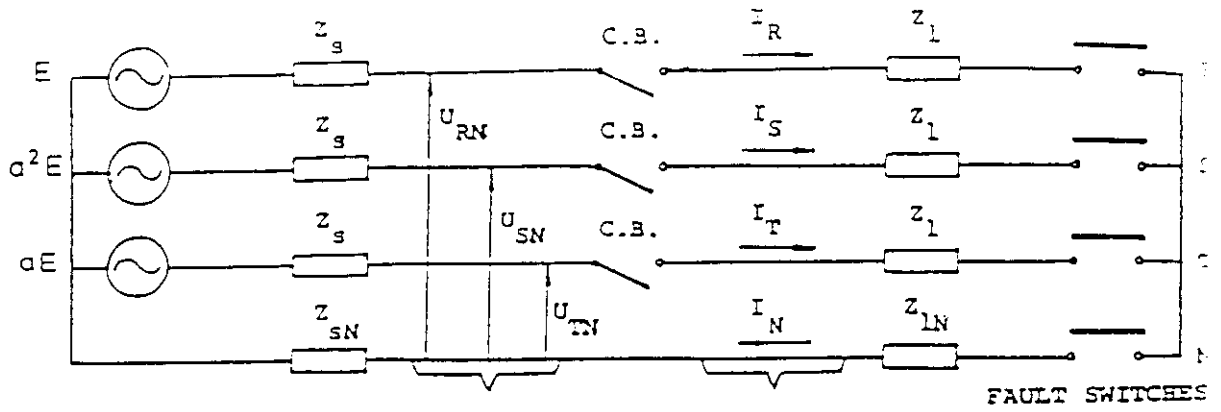 Z_s C.B. I_R Z_l
E
U_RN
Z_s C.B. I_S Z_l
a²E
U_SN
Z_s C.B. I_T Z_l
aE
U_TN
Z_sN I_N Z_lN
FAULT SWITCHES